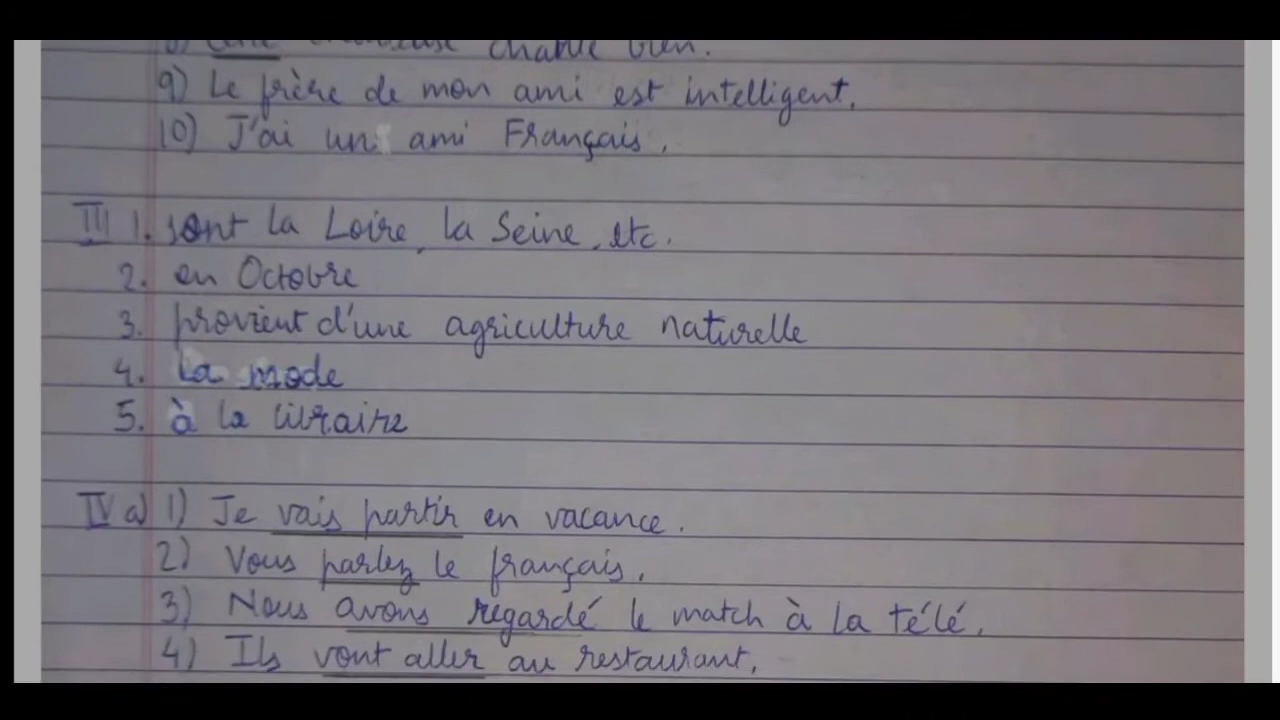 chante bien.
9) Le frère de mon ami est intelligent.
10) J'ai un ami Français.
III 1. sont la Loire, la Seine, etc.
2. en Octobre
3. provient d'une agriculture naturelle
4. La mode
5. à la libraire
IV a) 1) Je vais partir en vacance.
2) Vous parlez le français.
3) Nous avons regardé le match à la télé.
4) Ils vont aller au restaurant.